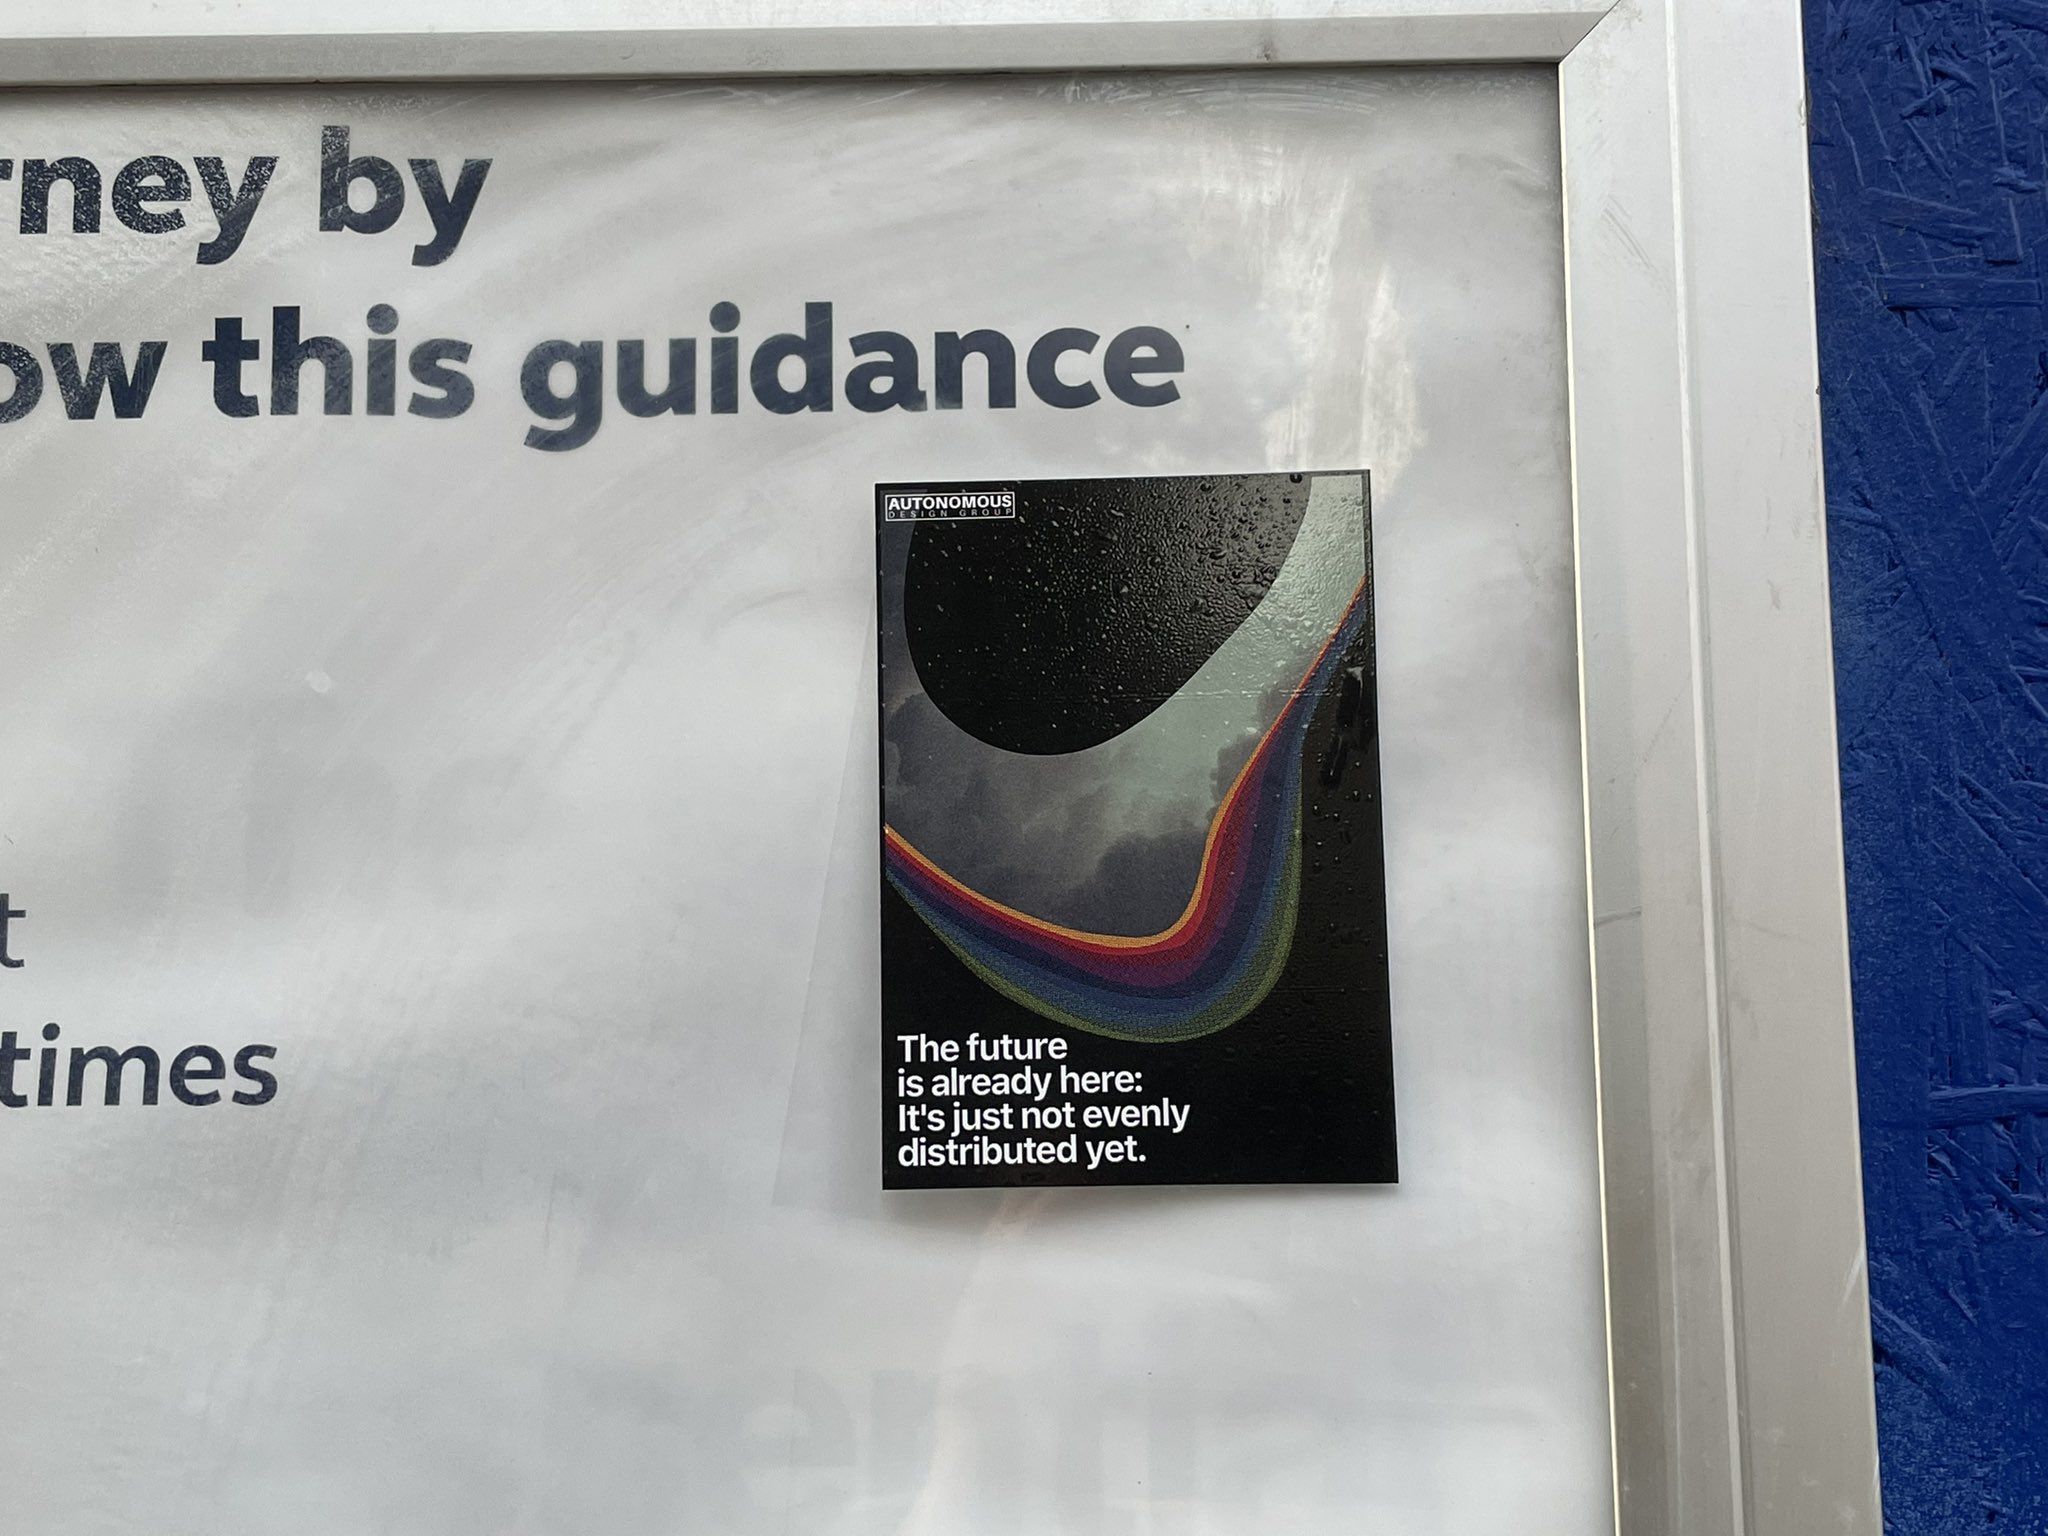 rney by
ow this guidance
t
times
AUTONOMOUS
DESIGN GROUP
The future
is already here:
It's just not evenly
distributed yet.